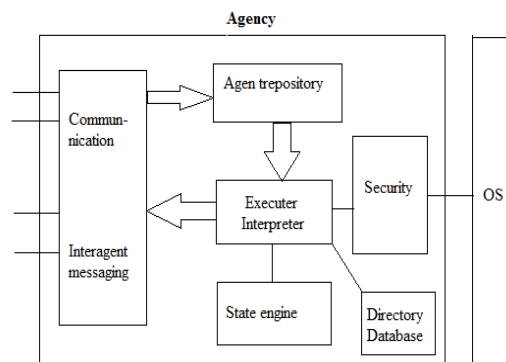 Agency
Agen trepository
Commun-
nication
Interagent
messaging
Executer
Interpreter
Security
OS
State engine
Directory
Database